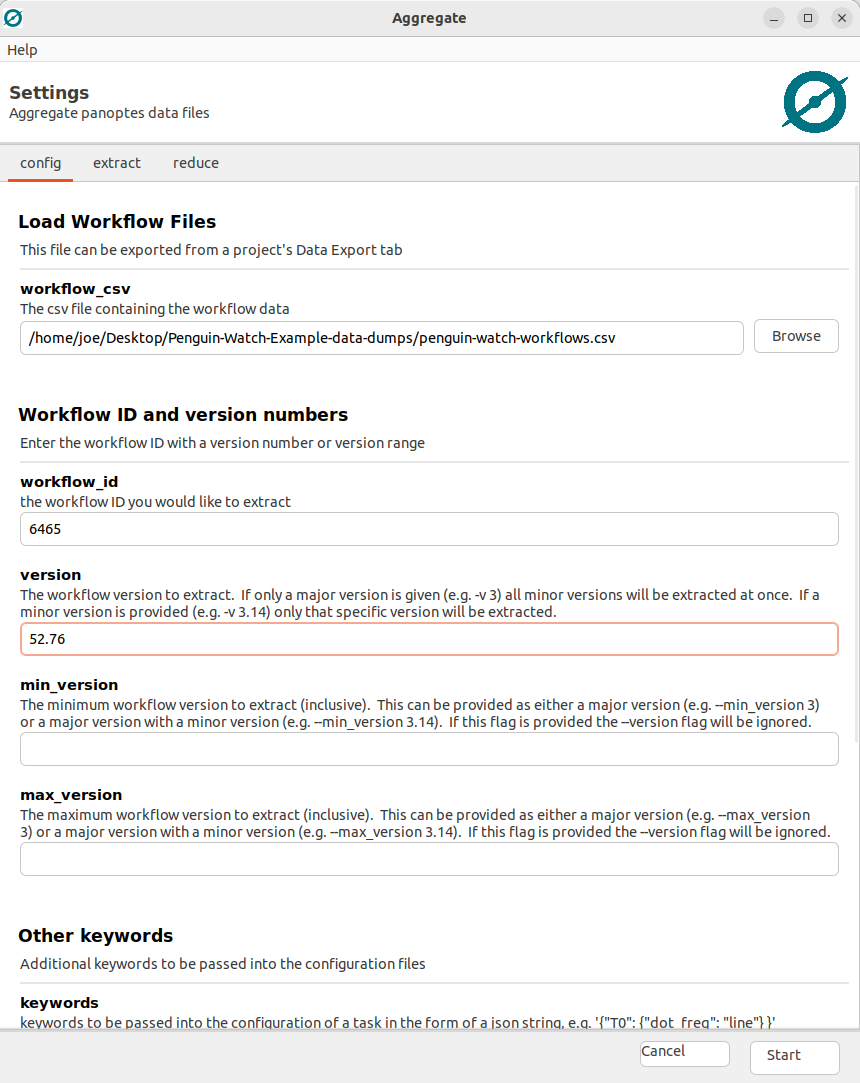 Aggregate
Help
Settings
Aggregate panoptes data files
config extract reduce
Load Workflow Files
This file can be exported from a project's Data Export tab
workflow_csv
The csv file containing the workflow data
/home/joe/Desktop/Penguin-Watch-Example-data-dumps/penguin-watch-workflows.csv Browse
Workflow ID and version numbers
Enter the workflow ID with a version number or version range
workflow_id
the workflow ID you would like to extract
6465
version
The workflow version to extract.  If only a major version is given (e.g. -v 3) all minor versions will be extracted at once.  If a
minor version is provided (e.g. -v 3.14) only that specific version will be extracted.
52.76
min_version
The minimum workflow version to extract (inclusive).  This can be provided as either a major version (e.g. --min_version 3)
or a major version with a minor version (e.g. --min_version 3.14).  If this flag is provided the --version flag will be ignored.
max_version
The maximum workflow version to extract (inclusive).  This can be provided as either a major version (e.g. --max_version
3) or a major version with a minor version (e.g. --max_version 3.14).  If this flag is provided the --version flag will be ignored.
Other keywords
Additional keywords to be passed into the configuration files
keywords
keywords to be passed into the configuration of a task in the form of a json string, e.g. '{"T0": {"dot_freq": "line"} }'
Cancel Start